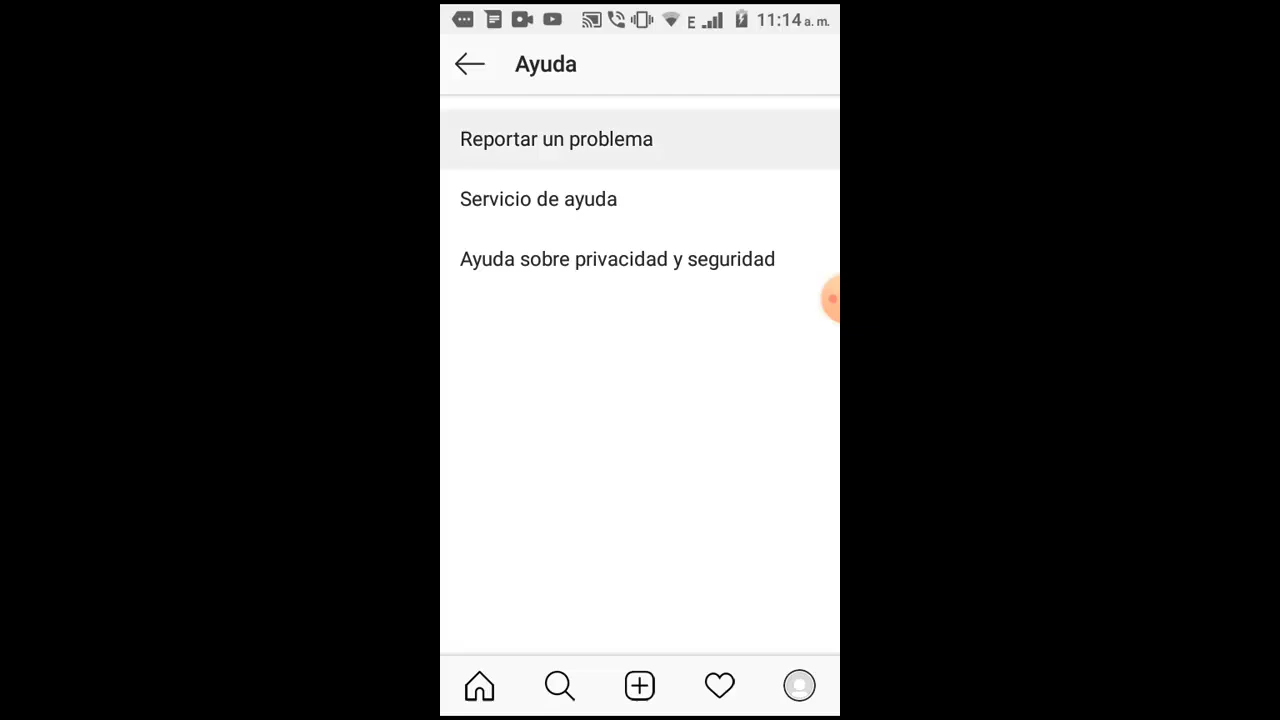 E 11:14 a. m.
Ayuda
Reportar un problema
Servicio de ayuda
Ayuda sobre privacidad y seguridad